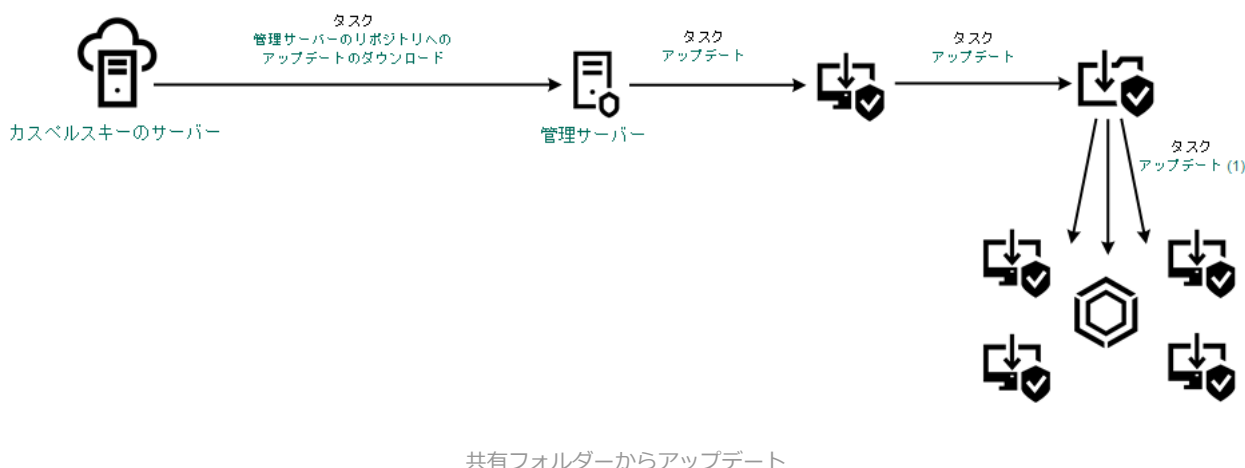 タスク
管理サーバーのリポジトリへの
アップデートのダウンロード
タスク
アップデート
タスク
アップデート
カスペルスキーのサーバー
管理サーバー
タスク
アップデート (1)
共有フォルダーからアップデート